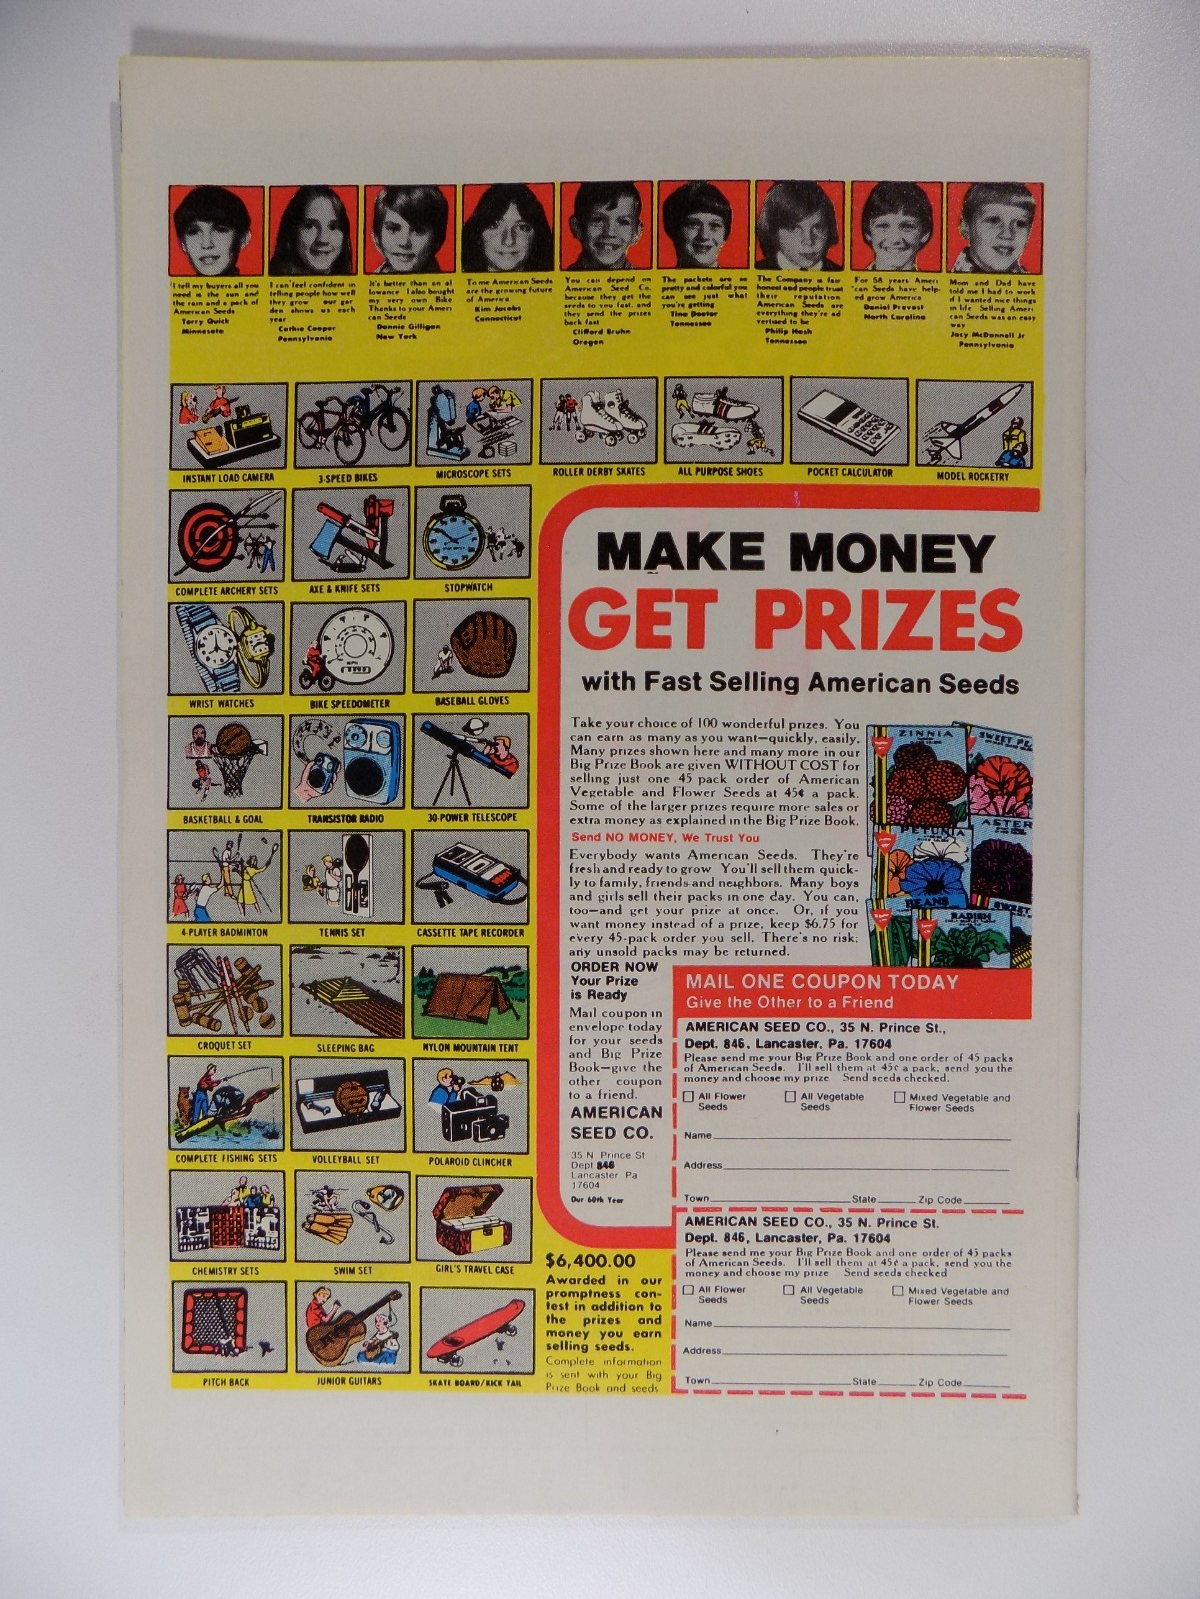 I tell my buyers all you
need is the sun and
the rain and a pack of
American Seeds
Terry Quick
Minnesota
I can feel confident in
telling people how well
they grow our gar
den shows us each
year
Cathie Cooper
Pennsylvania
It's better than an al
lowance I also bought
my very own Bike
Thanks to your Ameri
can Seeds
Donnie Gilligan
New York
To me American Seeds
are the growing future
of America
Kim Jacobs
Connecticut
You can depend on
American Seed Co.
because they get the
seeds to you fast, and
they send the prizes
back fast
Clifford Bruhn
Oregon
The packets are so
pretty and colorful you
can see just what
you're getting
Tina Doster
Tennessee
The Company is fair
honest and people trust
their reputation
American Seeds are
everything they're ad
vertised to be
Philip Hash
Tennessee
For 58 years Ameri
can Seeds have help-
ed grow America
Daniel Prevost
North Carolina
Mom and Dad have
told me I had to work
if I wanted nice things
in life Selling Ameri
can Seeds was an easy
way
Jacy McDonnell Jr
Pennsylvania
INSTANT LOAD CAMERA
3-SPEED BIKES
MICROSCOPE SETS
ROLLER DERBY SKATES
ALL PURPOSE SHOES
POCKET CALCULATOR
MODEL ROCKETRY
COMPLETE ARCHERY SETS
AXE & KNIFE SETS
STOPWATCH
WRIST WATCHES
BIKE SPEEDOMETER
BASEBALL GLOVES
BASKETBALL & GOAL
TRANSISTOR RADIO
30-POWER TELESCOPE
4-PLAYER BADMINTON
TENNIS SET
CASSETTE TAPE RECORDER
CROQUET SET
SLEEPING BAG
NYLON MOUNTAIN TENT
COMPLETE FISHING SETS
VOLLEYBALL SET
POLAROID CLINCHER
CHEMISTRY SETS
SWIM SET
GIRL'S TRAVEL CASE
PITCH BACK
JUNIOR GUITARS
SKATE BOARD/KICK TAIL
MAKE MONEY
GET PRIZES
with Fast Selling American Seeds
Take your choice of 100 wonderful prizes. You
can earn as many as you want—quickly, easily.
Many prizes shown here and many more in our
Big Prize Book are given WITHOUT COST for
selling just one 45 pack order of American
Vegetable and Flower Seeds at 45¢ a pack.
Some of the larger prizes require more sales or
extra money as explained in the Big Prize Book.
Send NO MONEY, We Trust You
Everybody wants American Seeds. They're
fresh and ready to grow You'll sell them quick-
ly to family, friends and neighbors. Many boys
and girls sell their packs in one day. You can,
too—and get your prize at once. Or, if you
want money instead of a prize, keep $6.75 for
every 45-pack order you sell. There's no risk;
any unsold packs may be returned.
ZINNIA
SWEET PE
ASTER
PETUNIA
BEANS
RADISH
SWEET
ORDER NOW
Your Prize
is Ready
Mail coupon in
envelope today
for your seeds
and Big Prize
Book—give the
other coupon
to a friend.
AMERICAN
SEED CO.
35 N Prince St
Dept 846
Lancaster Pa
17604
Our 60th Year
MAIL ONE COUPON TODAY
Give the Other to a Friend
AMERICAN SEED CO., 35 N. Prince St.,
Dept. 846, Lancaster, Pa. 17604
Please send me your Big Prize Book and one order of 45 packs
of American Seeds. I'll sell them at 45¢ a pack, send you the
money and choose my prize Send seeds checked.
All Flower Seeds
All Vegetable Seeds
Mixed Vegetable and Flower Seeds
Name
Address
Town State Zip Code
AMERICAN SEED CO., 35 N. Prince St.
Dept. 846, Lancaster, Pa. 17604
Please send me your Big Prize Book and one order of 45 packs
of American Seeds. I'll sell them at 45¢ a pack, send you the
money and choose my prize Send seeds checked
All Flower Seeds
All Vegetable Seeds
Mixed Vegetable and Flower Seeds
Name
Address
Town State Zip Code
$6,400.00
Awarded in our
promptness con-
test in addition to
the prizes and
money you earn
selling seeds.
Complete information
is sent with your Big
Prize Book and seeds